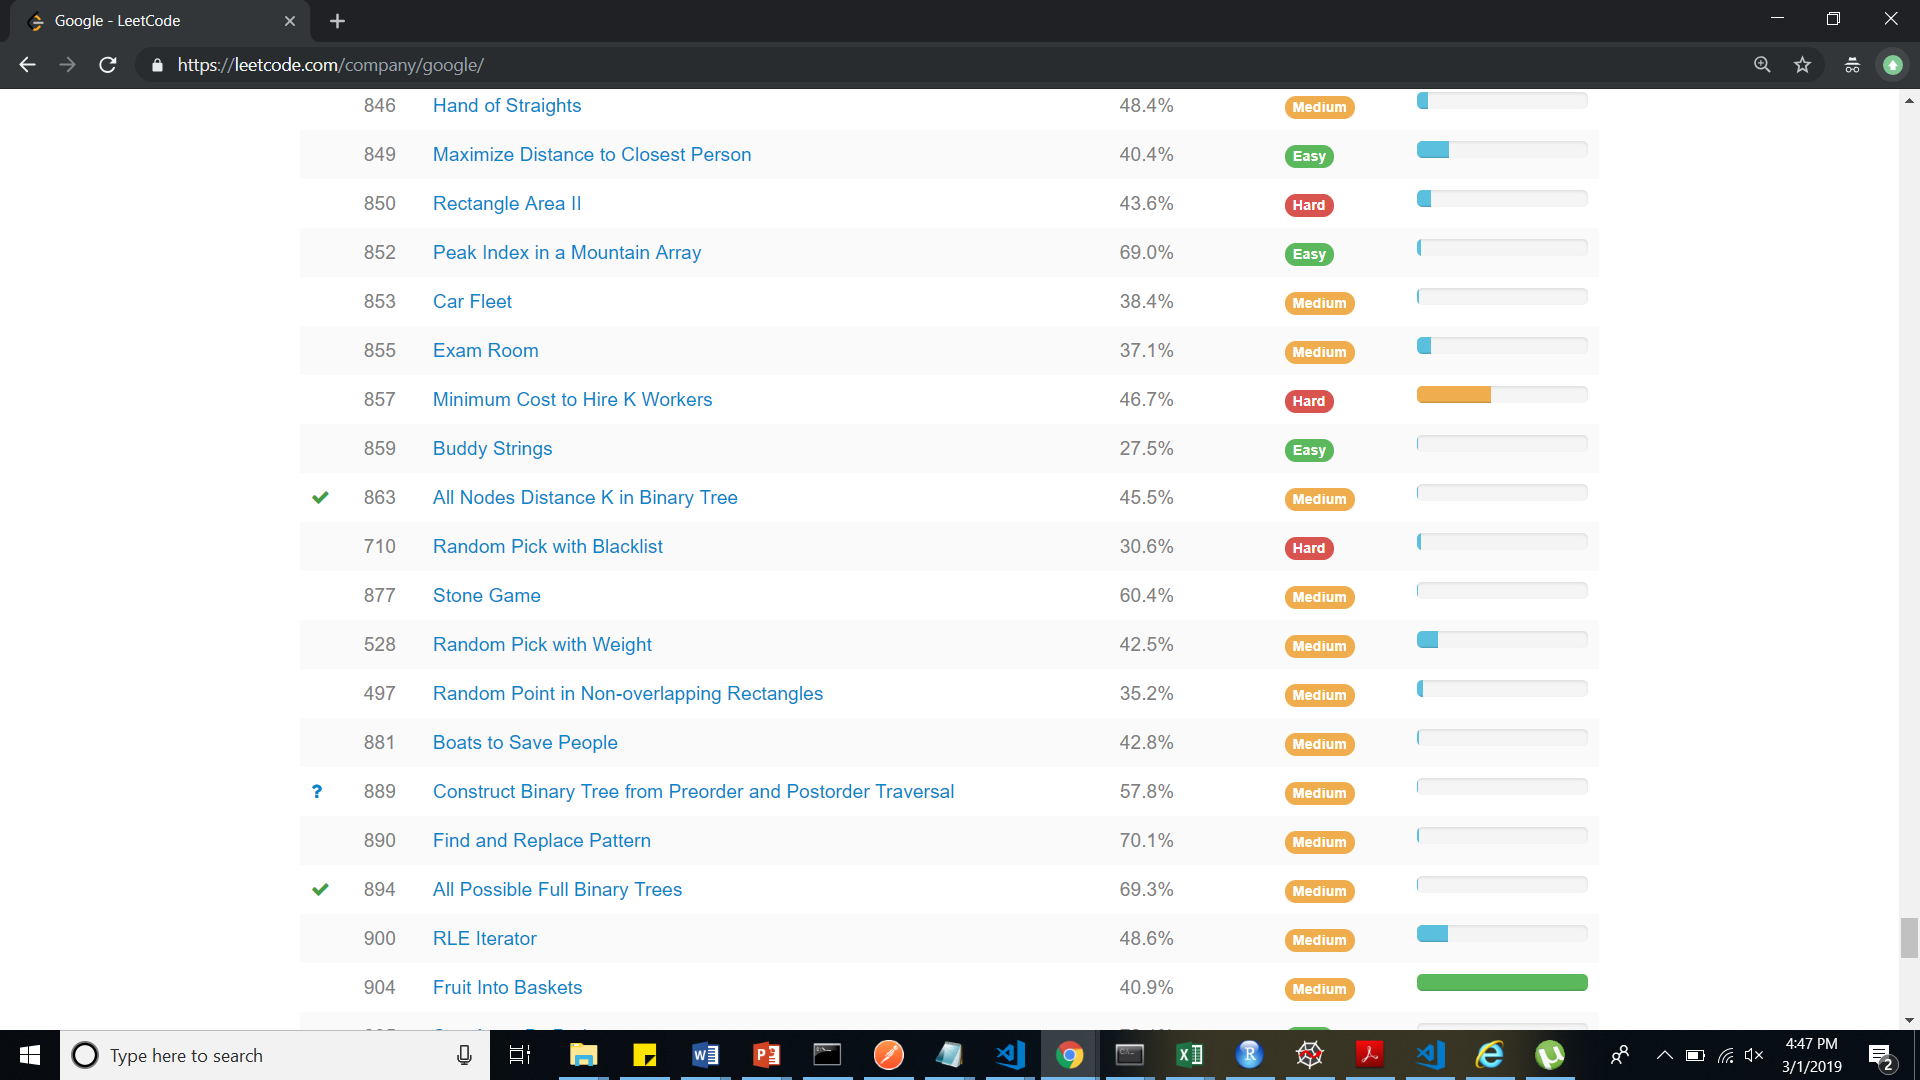 Google - LeetCode
https://leetcode.com/company/google/
846 Hand of Straights 48.4% Medium
849 Maximize Distance to Closest Person 40.4% Easy
850 Rectangle Area II 43.6% Hard
852 Peak Index in a Mountain Array 69.0% Easy
853 Car Fleet 38.4% Medium
855 Exam Room 37.1% Medium
857 Minimum Cost to Hire K Workers 46.7% Hard
859 Buddy Strings 27.5% Easy
863 All Nodes Distance K in Binary Tree 45.5% Medium
710 Random Pick with Blacklist 30.6% Hard
877 Stone Game 60.4% Medium
528 Random Pick with Weight 42.5% Medium
497 Random Point in Non-overlapping Rectangles 35.2% Medium
881 Boats to Save People 42.8% Medium
? 889 Construct Binary Tree from Preorder and Postorder Traversal 57.8% Medium
890 Find and Replace Pattern 70.1% Medium
894 All Possible Full Binary Trees 69.3% Medium
900 RLE Iterator 48.6% Medium
904 Fruit Into Baskets 40.9% Medium
Type here to search
4:47 PM
3/1/2019
2